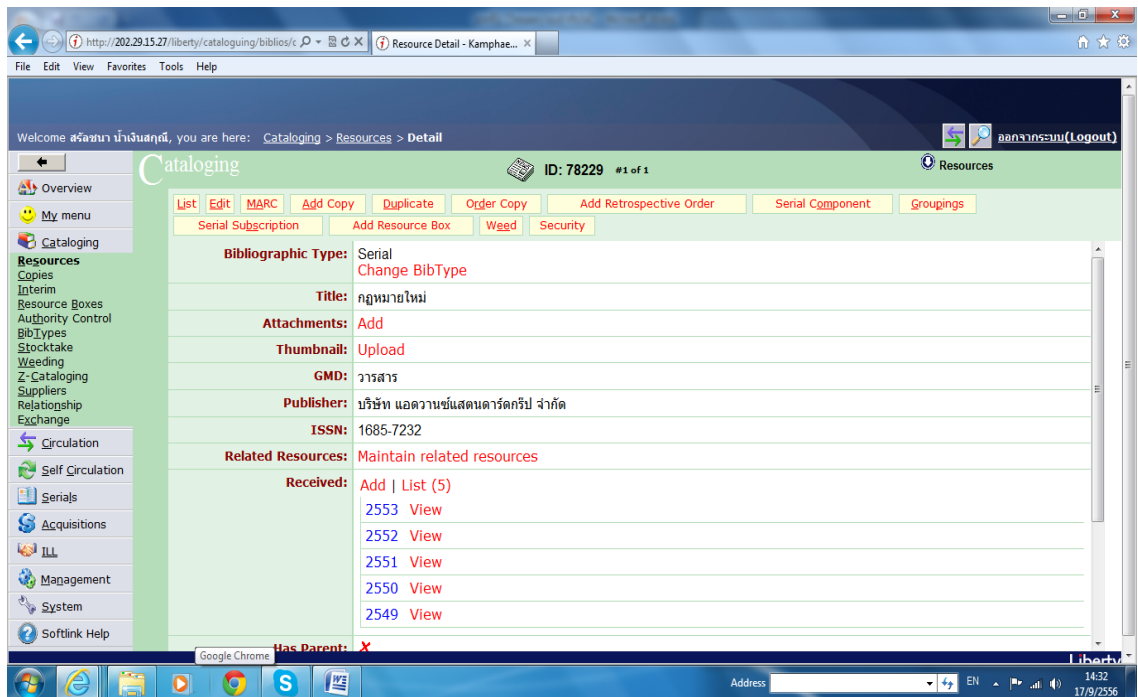 http://202.29.15.27/liberty/cataloguing/biblios/c
Resource Detail - Kamphae...
File Edit View Favorites Tools Help
Welcome สรัลชนา น้ำเงินสกุณี, you are here: Cataloging > Resources > Detail
ออกจากระบบ(Logout)
Cataloging
ID: 78229 #1 of 1
Resources
Overview
My menu
Cataloging
Resources
Copies
Interim
Resource Boxes
Authority Control
BibTypes
Stocktake
Weeding
Z-Cataloging
Suppliers
Relationship
Exchange
Circulation
Self Circulation
Serials
Acquisitions
ILL
Management
System
Softlink Help
List Edit MARC Add Copy Duplicate Order Copy Add Retrospective Order Serial Component Groupings
Serial Subscription Add Resource Box Weed Security
Bibliographic Type: Serial
Change BibType
Title: กฎหมายใหม่
Attachments: Add
Thumbnail: Upload
GMD: วารสาร
Publisher: บริษัท แอดวานซ์แสตนดาร์ดกรีป จำกัด
ISSN: 1685-7232
Related Resources: Maintain related resources
Received: Add | List (5)
2553 View
2552 View
2551 View
2550 View
2549 View
Has Parent: X
Google Chrome
Liberty
Address
EN
14:32
17/9/2556